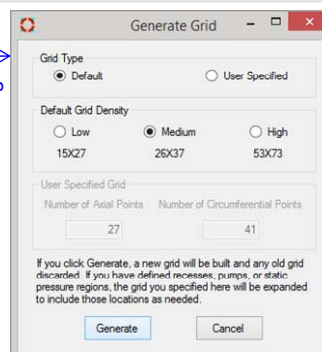 Generate Grid
Grid Type
Default User Specified
Default Grid Density
Low Medium High
15X27 26X37 53X73
User Specified Grid
Number of Axial Points Number of Circumferential Points
27 41
If you click Generate, a new grid will be built and any old grid
discarded. If you have defined recesses, pumps, or static
pressure regions, the grid you specified here will be expanded
to include those locations as needed.
Generate Cancel